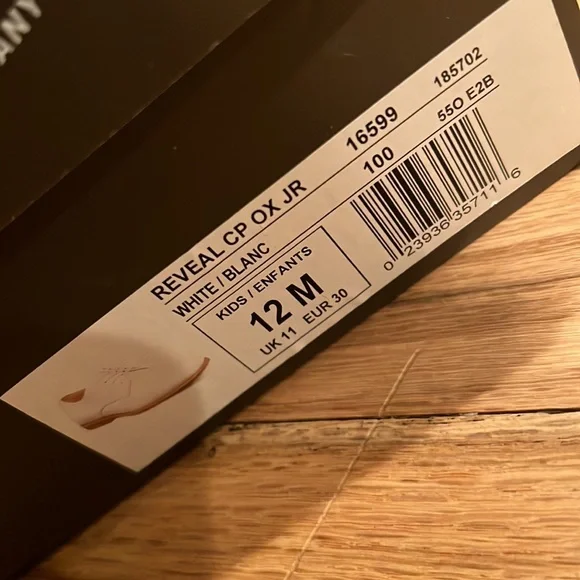 ANY
REVEAL CP OX JR 16599 185702
WHITE / BLANC 100 55O E2B
KIDS / ENFANTS
12 M
UK 11 EUR 30
0 23936 35711 6